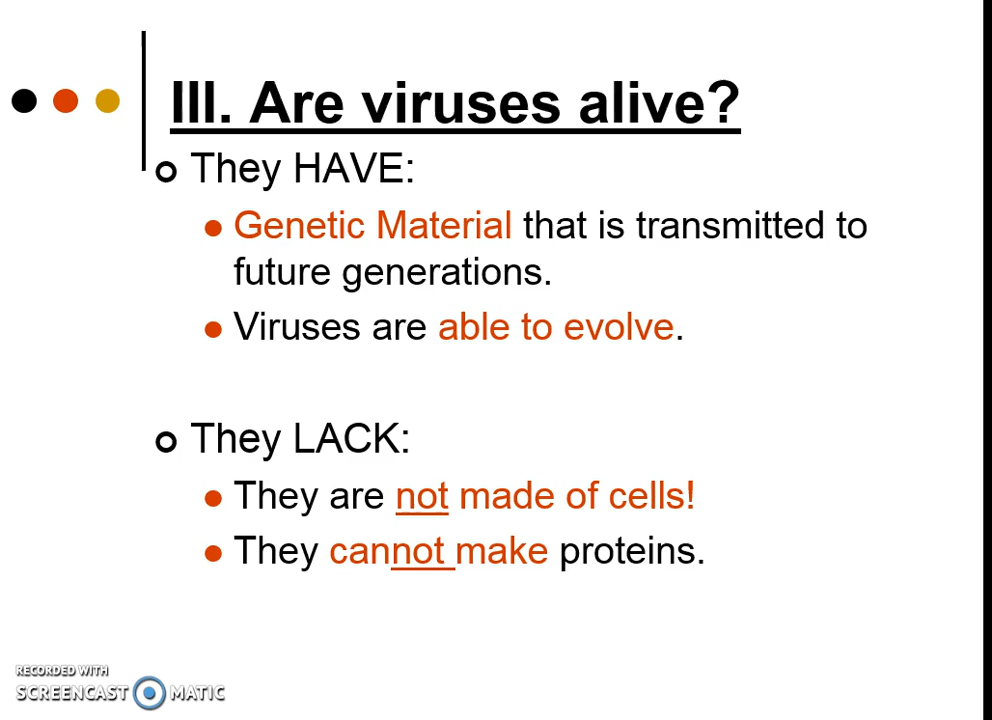 III. Are viruses alive?
They HAVE:
Genetic Material that is transmitted to
future generations.
Viruses are able to evolve.
They LACK:
They are not made of cells!
They cannot make proteins.
RECORDED WITH
SCREENCAST MATIC